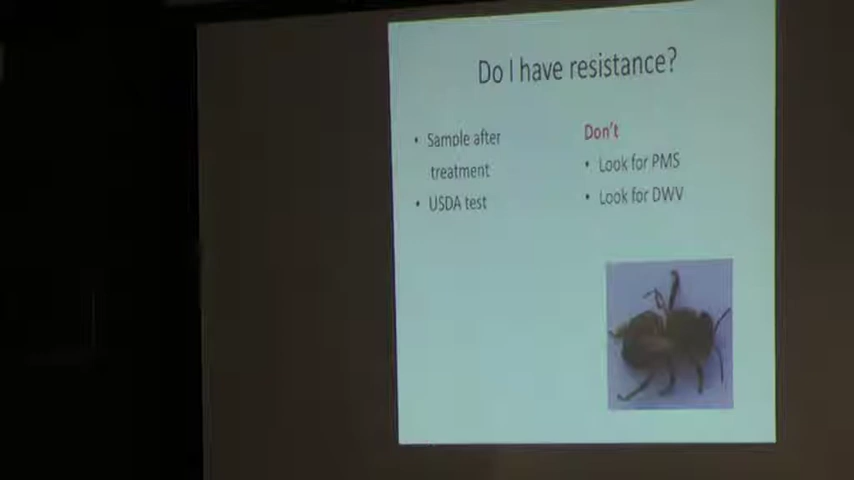 Do I have resistance?
• Sample after
treatment
• USDA test
Don't
• Look for PMS
• Look for DWV